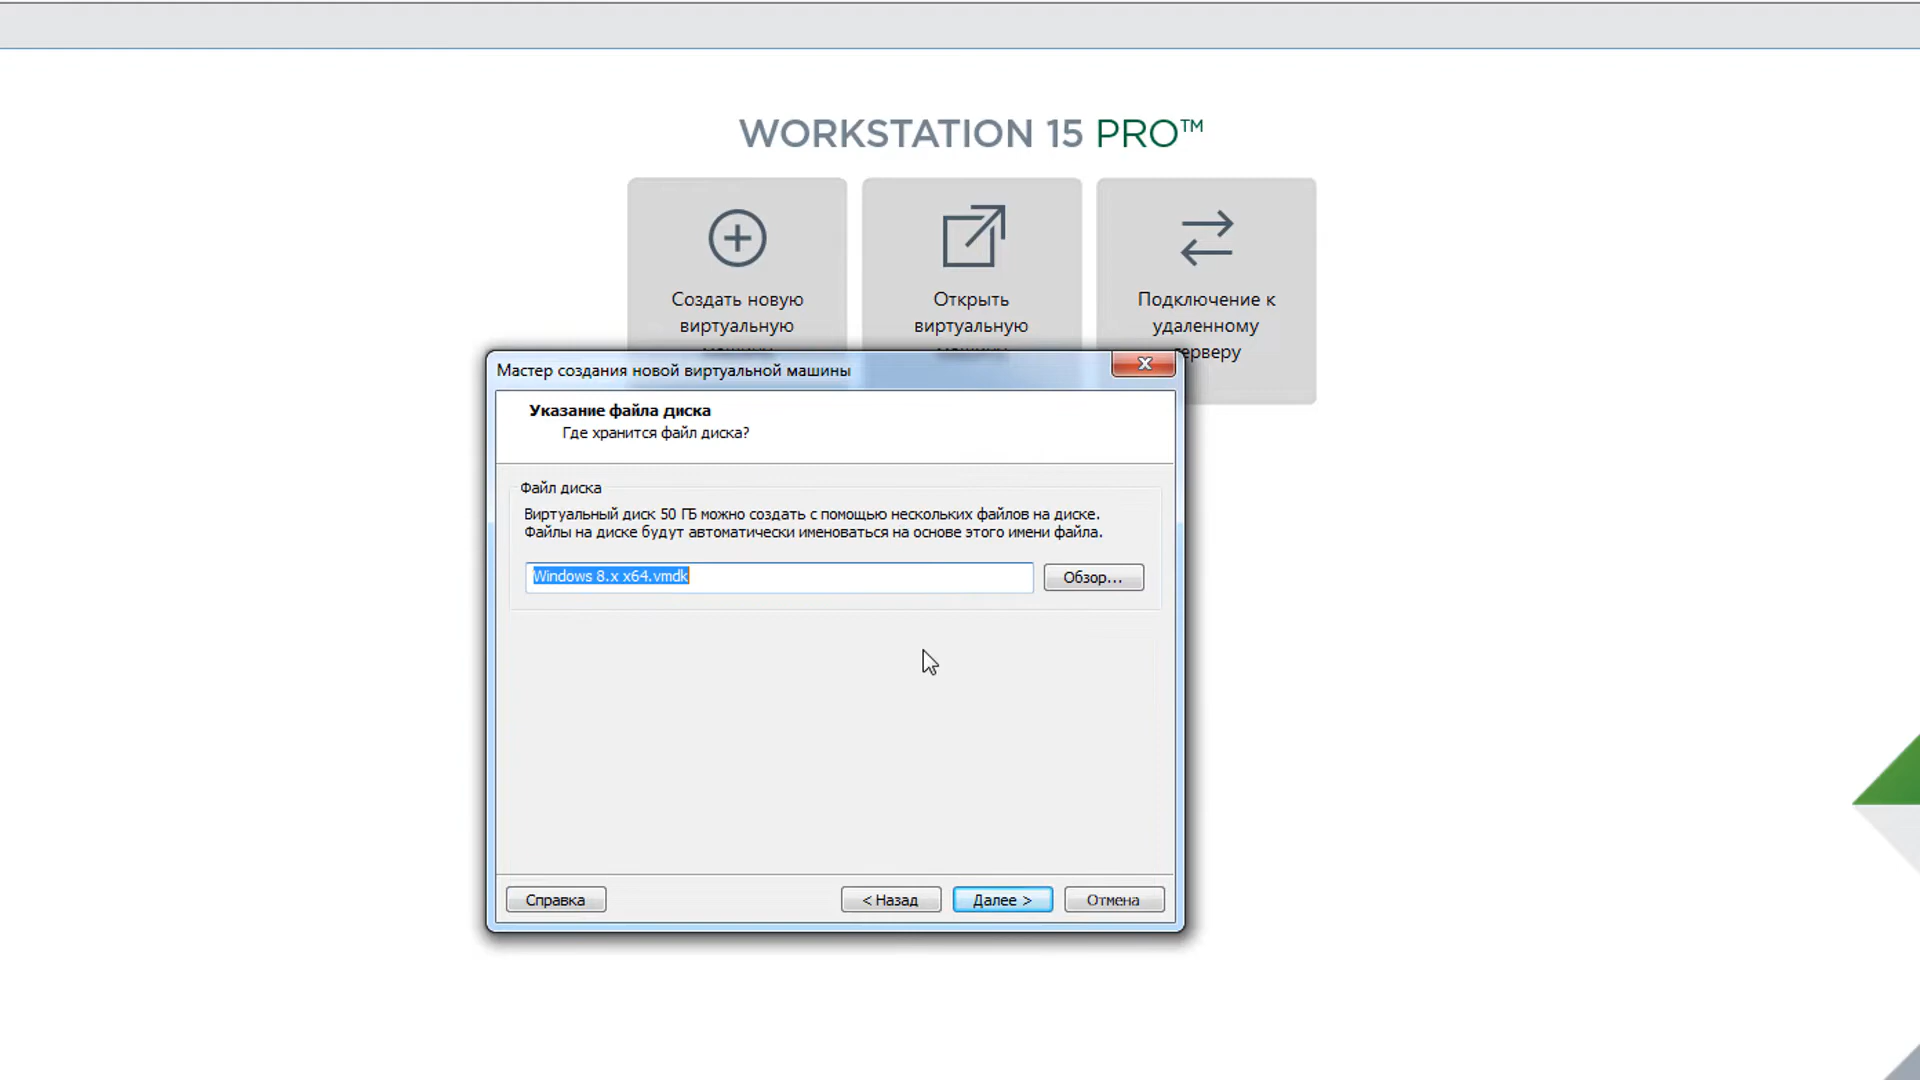 WORKSTATION 15 PRO™
Создать новую
виртуальную
Открыть
виртуальную
Подключение к
удаленному
серверу
Мастер создания новой виртуальной машины
Указание файла диска
Где хранится файл диска?
Файл диска
Виртуальный диск 50 ГБ можно создать с помощью нескольких файлов на диске.
Файлы на диске будут автоматически именоваться на основе этого имени файла.
Windows 8.x x64.vmdk
Обзор...
Справка
< Назад
Далее >
Отмена